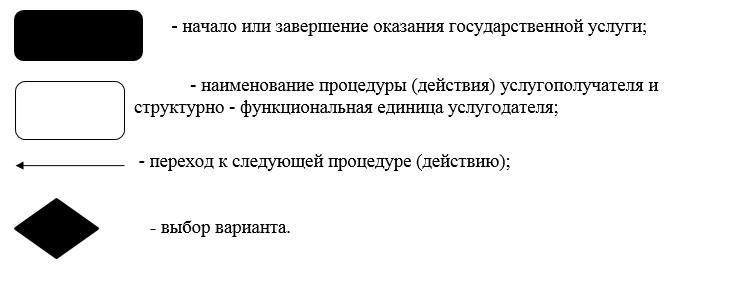 - начало или завершение оказания государственной услуги;
- наименование процедуры (действия) услугополучателя и
структурно - функциональная единица услугодателя;
- переход к следующей процедуре (действию);
- выбор варианта.